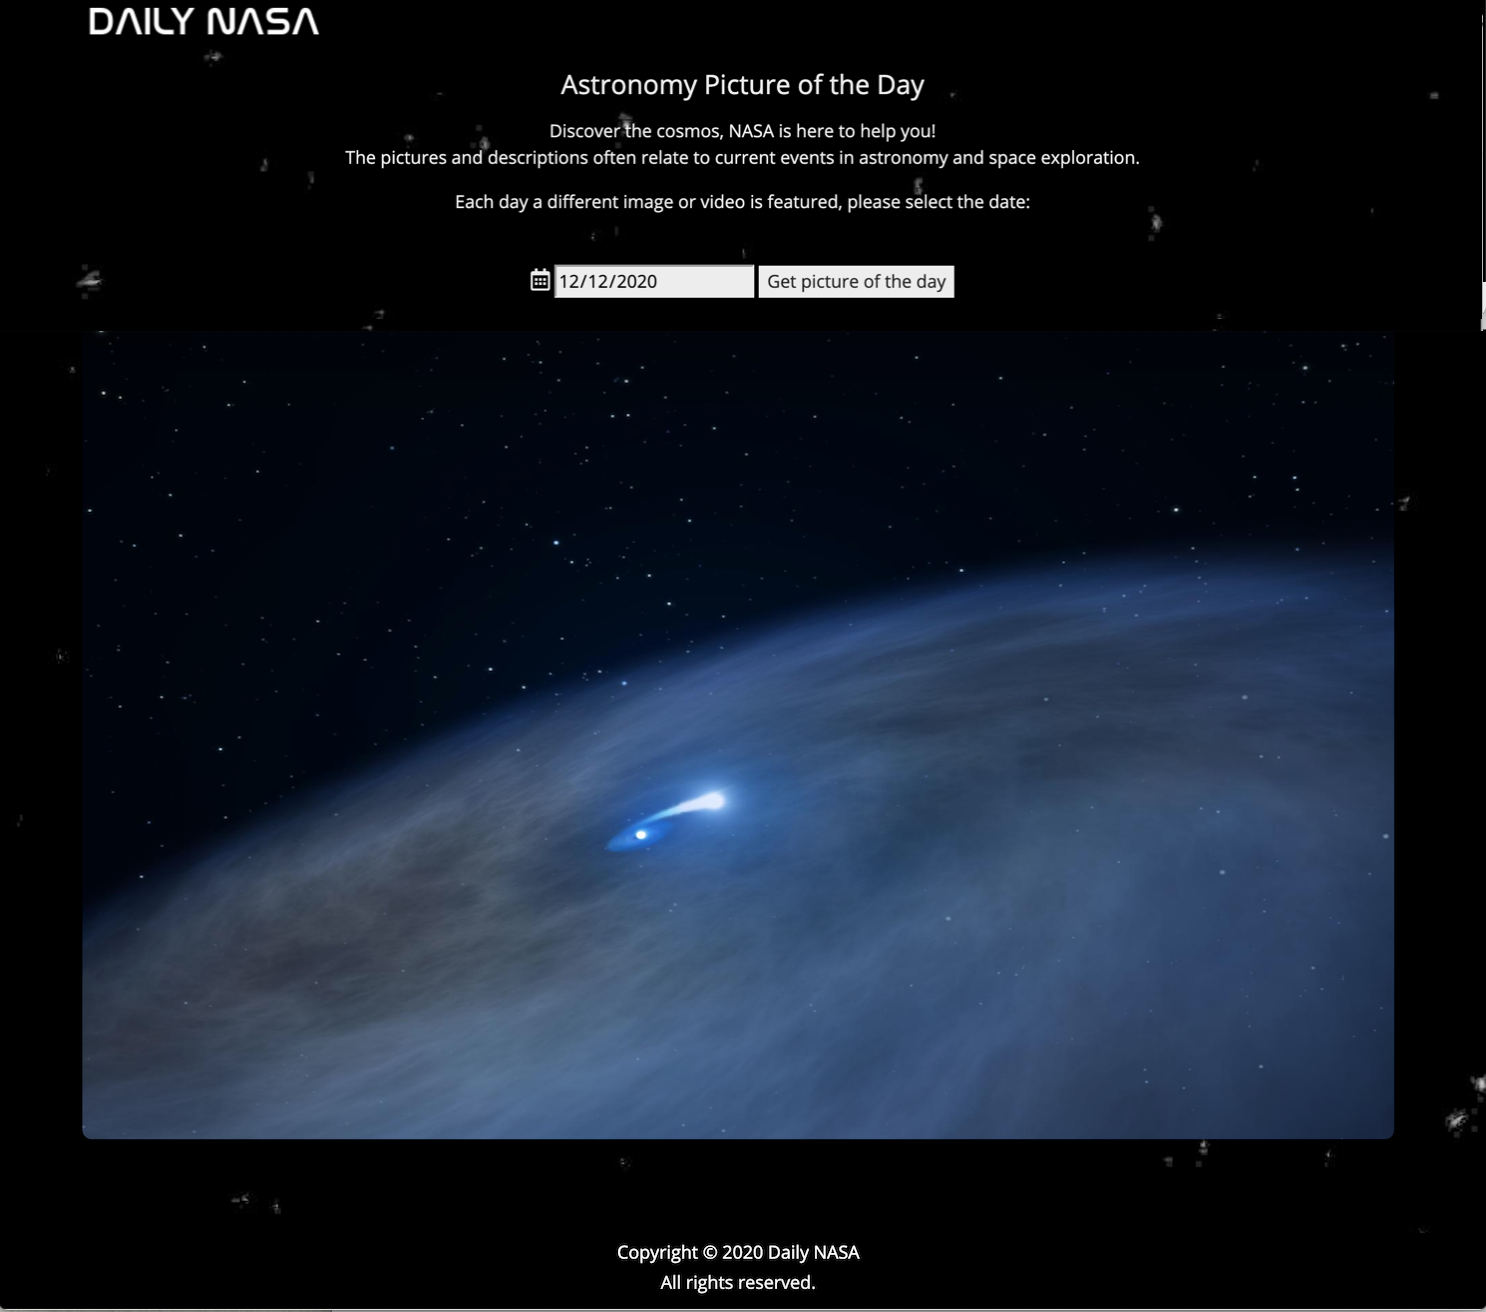 DAILY NASA
Astronomy Picture of the Day
Discover the cosmos, NASA is here to help you!
The pictures and descriptions often relate to current events in astronomy and space exploration.
Each day a different image or video is featured, please select the date:
12/12/2020 Get picture of the day
Copyright © 2020 Daily NASA
All rights reserved.